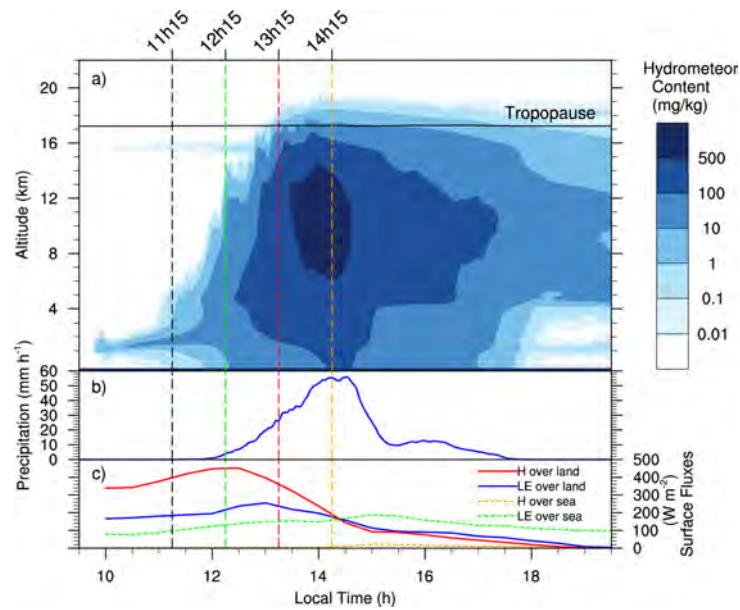 11h15 12h15 13h15 14h15
a)
Tropopause
22
16
12
8
4
Altitude (km)
Hydrometeor
Content
(mg/kg)
500
100
10
1
0.1
0.01
b)
60
50
40
30
20
10
0
Precipitation (mm h⁻¹)
c)
H over land
LE over land
H over sea
LE over sea
500
400
300
200
100
0
Surface Fluxes
(W m⁻²)
10 12 14 16 18
Local Time (h)